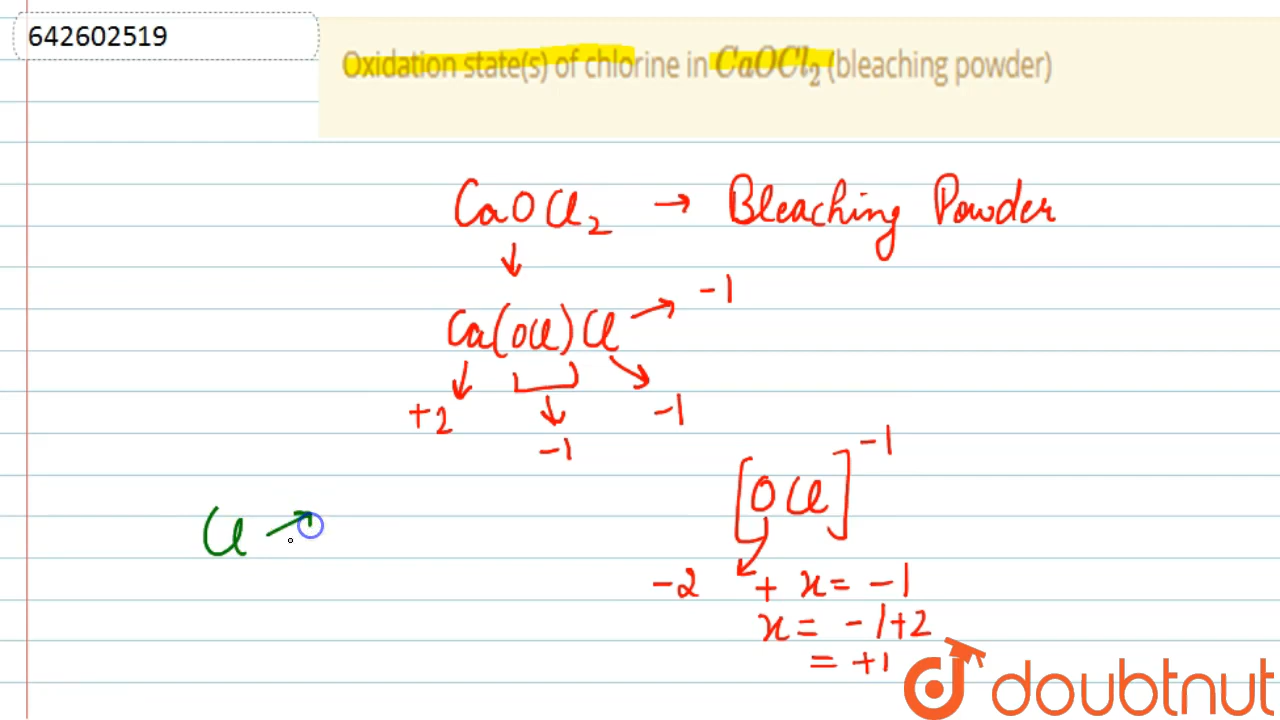 642602519
Oxidation state(s) of chlorine in CaOCl₂ (bleaching powder)
CaOCl₂ → Bleaching Powder
↓
Ca(OCl)Cl → -1
+2 -1 -1
[OCl]⁻¹
Cl →
-2 + x = -1
x = -1+2
= +1
doubtnut